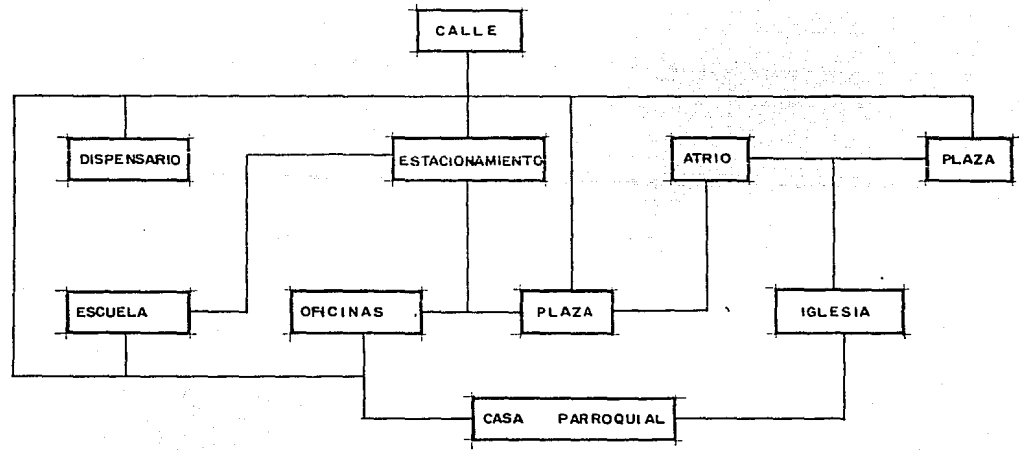 CALLE
DISPENSARIO
ESTACIONAMIENTO
ATRIO
PLAZA
ESCUELA
OFICINAS
PLAZA
IGLESIA
CASA PARROQUIAL